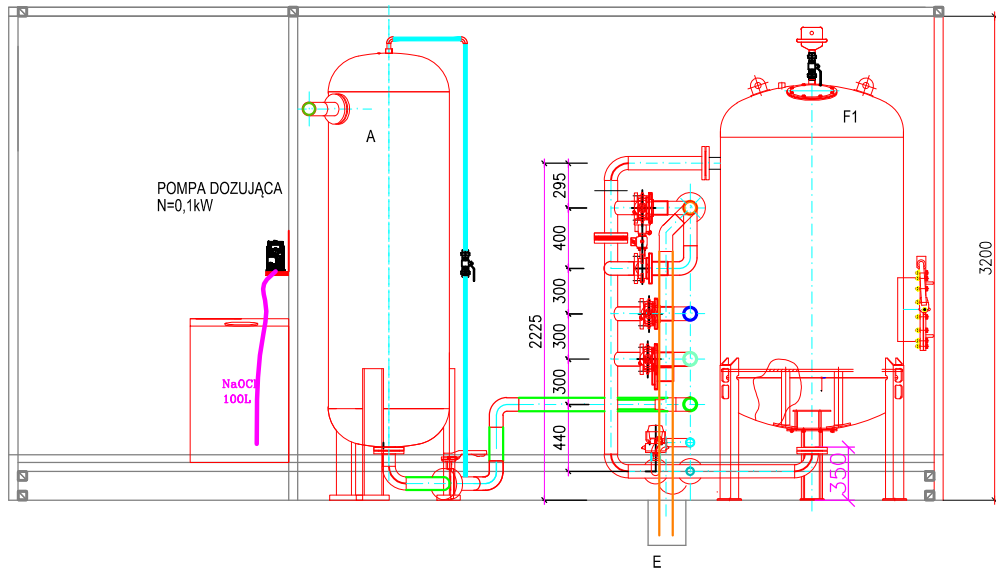 F1
A
295
POMPA DOZUJĄCA
N=0,1kW
400
3200
300
2225
300
300
NaOCl
100L
440
350
E